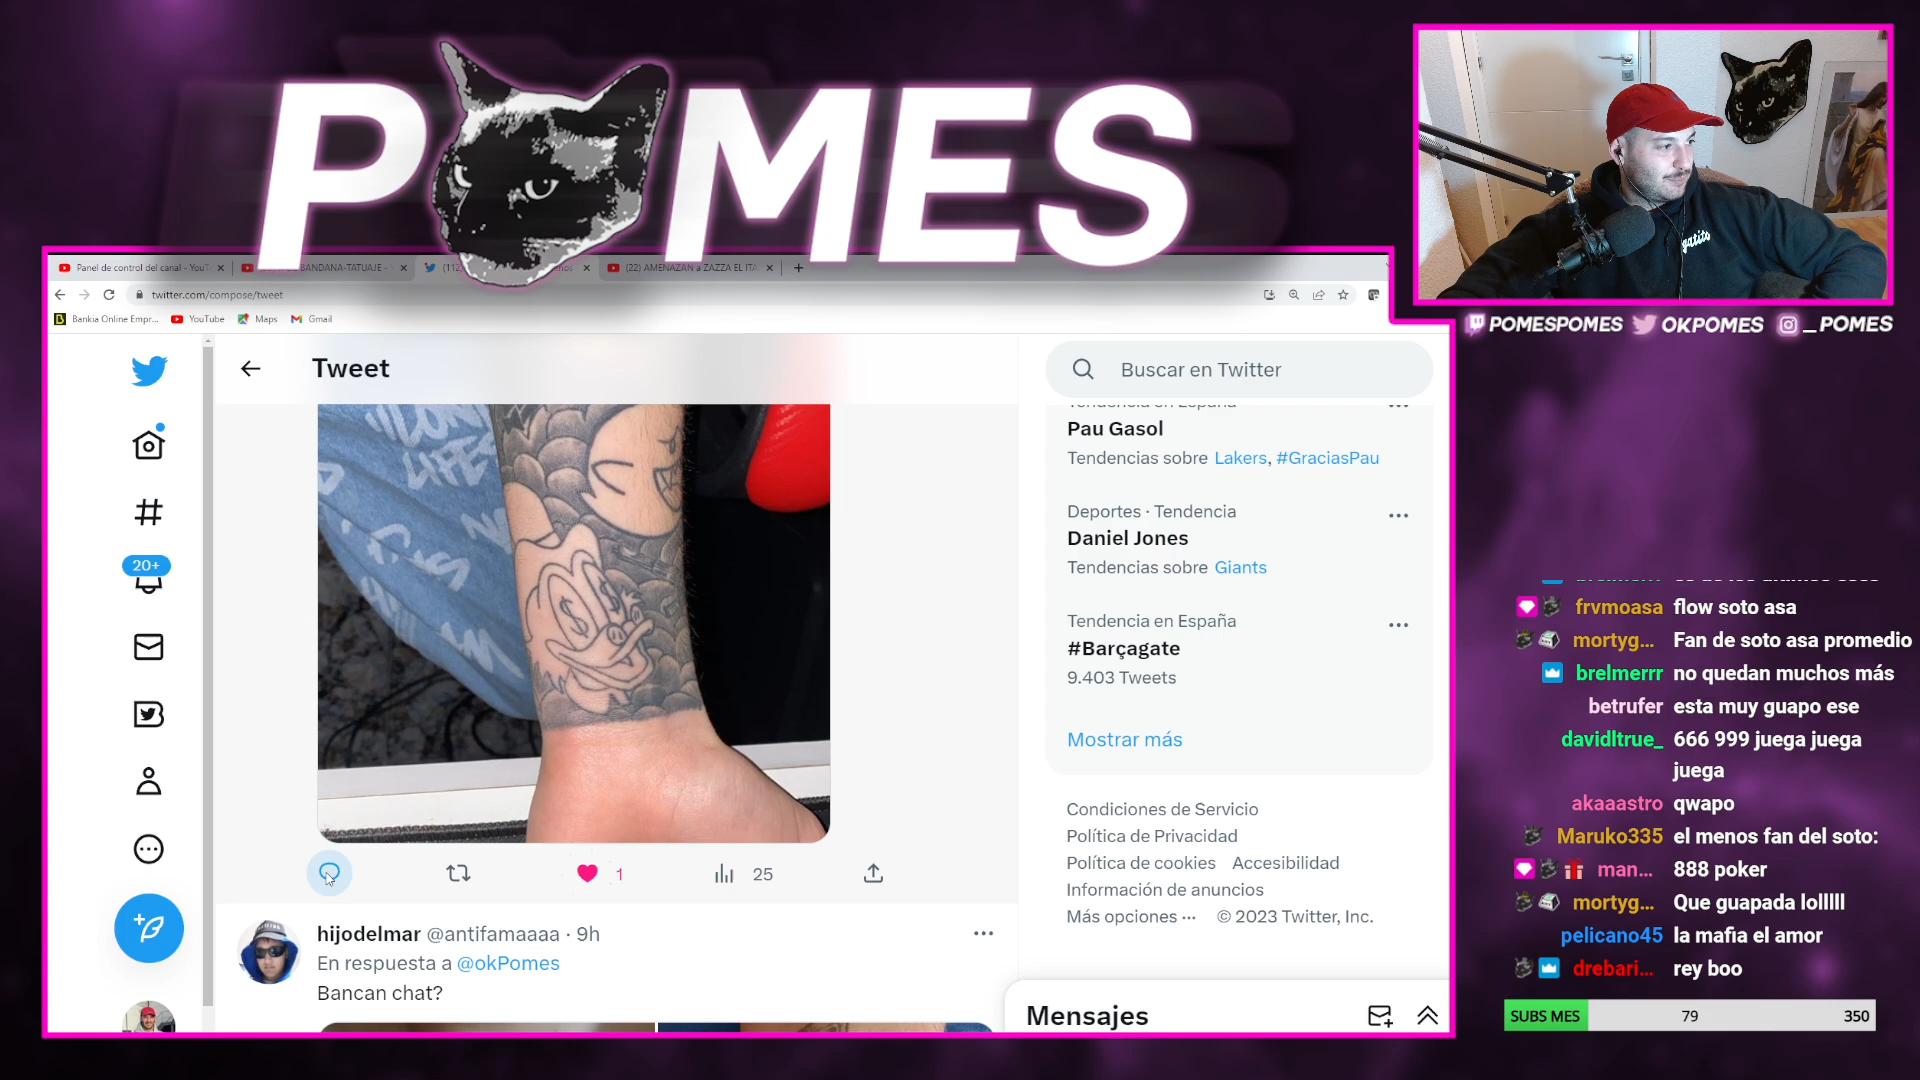 POMES
Panel de control del canal - YouT
BANDANA-TATUAJE -
(112
(22) AMENAZAN a ZAZZA EL ITA
twitter.com/compose/tweet
Bankia Online Empr...
YouTube
Maps
Gmail
POMESPOMES
OKPOMES
_POMES
Tweet
Buscar en Twitter
LIFE
Tendencia en España
Pau Gasol
Tendencias sobre Lakers, #GraciasPau
Deportes · Tendencia
Daniel Jones
Tendencias sobre Giants
20+
Tendencia en España
#Barçagate
9.403 Tweets
Mostrar más
Condiciones de Servicio
Política de Privacidad
Política de cookies Accesibilidad
Información de anuncios
Más opciones ··· © 2023 Twitter, Inc.
1
25
hijodelmar @antifamaaaa · 9h
En respuesta a @okPomes
Bancan chat?
Mensajes
gatito
frvmoasa flow soto asa
mortyg... Fan de soto asa promedio
brelmerrr no quedan muchos más
betrufer esta muy guapo ese
davidltrue_ 666 999 juega juega
juega
akaaastro qwapo
Maruko335 el menos fan del soto:
man... 888 poker
mortyg... Que guapada lolllll
pelicano45 la mafia el amor
drebari... rey boo
SUBS MES 79 350